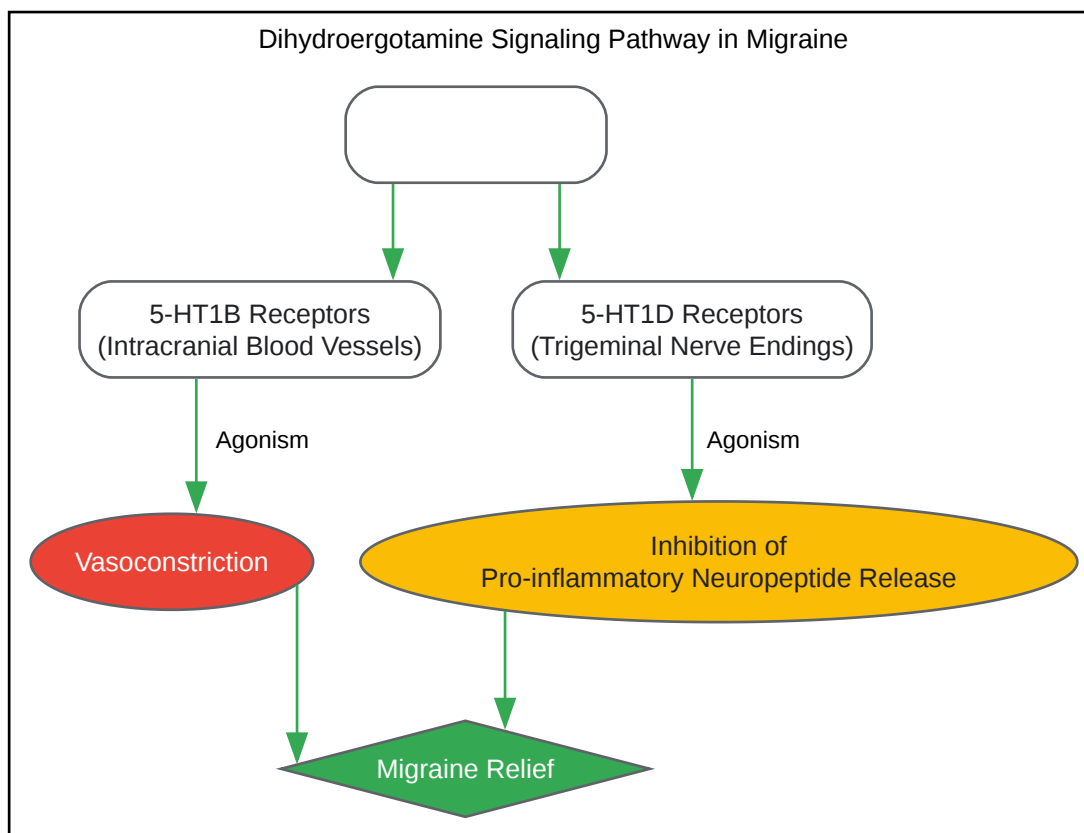 Dihydroergotamine Signaling Pathway in Migraine
5-HT1B Receptors
(Intracranial Blood Vessels)
5-HT1D Receptors
(Trigeminal Nerve Endings)
Agonism
Agonism
Vasoconstriction
Inhibition of
Pro-inflammatory Neuropeptide Release
Migraine Relief